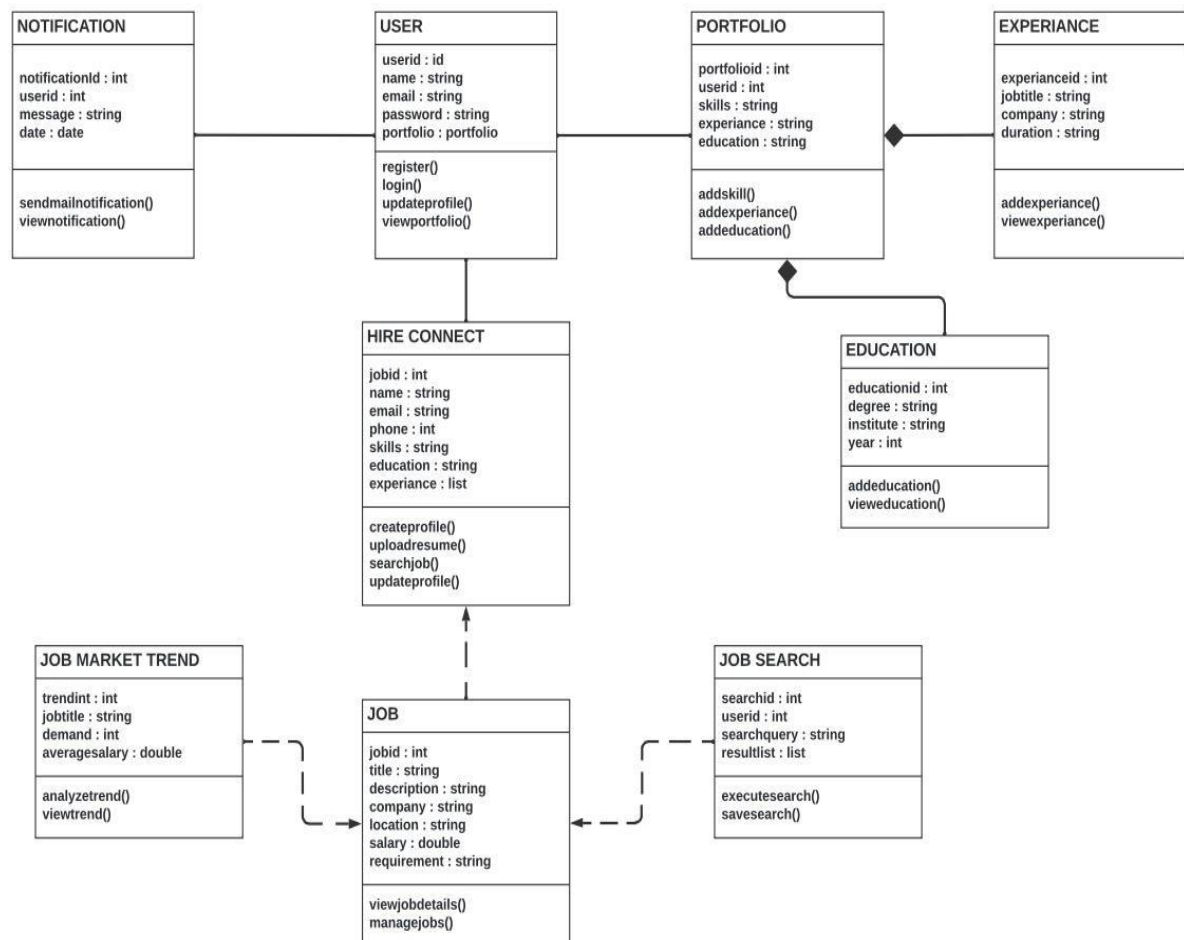 NOTIFICATION
notificationId : int
userid : int
message : string
date : date
sendmailnotification()
viewnotification()
USER
userid : id
name : string
email : string
password : string
portfolio : portfolio
register()
login()
updateprofile()
viewportfolio()
PORTFOLIO
portfolioid : int
userid : int
skills : string
experiance : string
education : string
addskill()
addexperiance()
addeducation()
EXPERIANCE
experianceid : int
jobtitle : string
company : string
duration : string
addexperiance()
viewexperiance()
HIRE CONNECT
jobid : int
name : string
email : string
phone : int
skills : string
education : string
experiance : list
createprofile()
uploadresume()
searchjob()
updateprofile()
EDUCATION
educationid : int
degree : string
institute : string
year : int
addeducation()
vieweducation()
JOB MARKET TREND
trendint : int
jobtitle : string
demand : int
averagesalary : double
analyzetrend()
viewtrend()
JOB
jobid : int
title : string
description : string
company : string
location : string
salary : double
requirement : string
viewjobdetails()
managejobs()
JOB SEARCH
searchid : int
userid : int
searchquery : string
resultlist : list
executesearch()
savesearch()